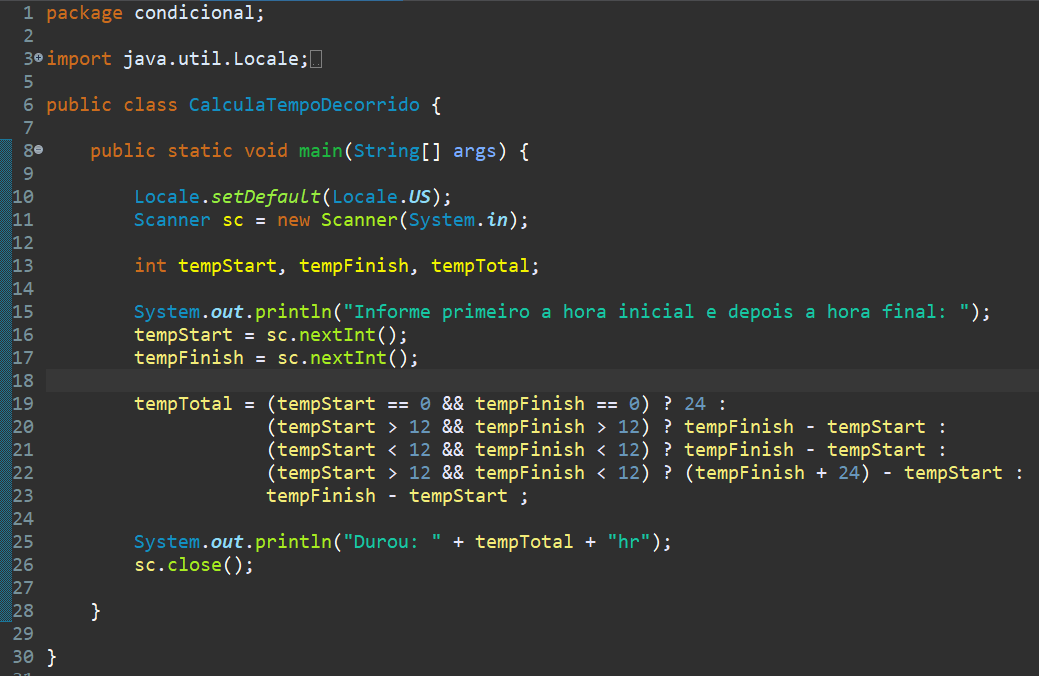 1 package condicional;
2
3 import java.util.Locale;
5
6 public class CalculaTempoDecorrido {
7
8     public static void main(String[] args) {
9
10         Locale.setDefault(Locale.US);
11         Scanner sc = new Scanner(System.in);
12
13         int tempStart, tempFinish, tempTotal;
14
15         System.out.println("Informe primeiro a hora inicial e depois a hora final: ");
16         tempStart = sc.nextInt();
17         tempFinish = sc.nextInt();
18
19         tempTotal = (tempStart == 0 && tempFinish == 0) ? 24 :
20                     (tempStart > 12 && tempFinish > 12) ? tempFinish - tempStart :
21                     (tempStart < 12 && tempFinish < 12) ? tempFinish - tempStart :
22                     (tempStart > 12 && tempFinish < 12) ? (tempFinish + 24) - tempStart :
23                     tempFinish - tempStart ;
24
25         System.out.println("Durou: " + tempTotal + "hr");
26         sc.close();
27
28     }
29
30 }